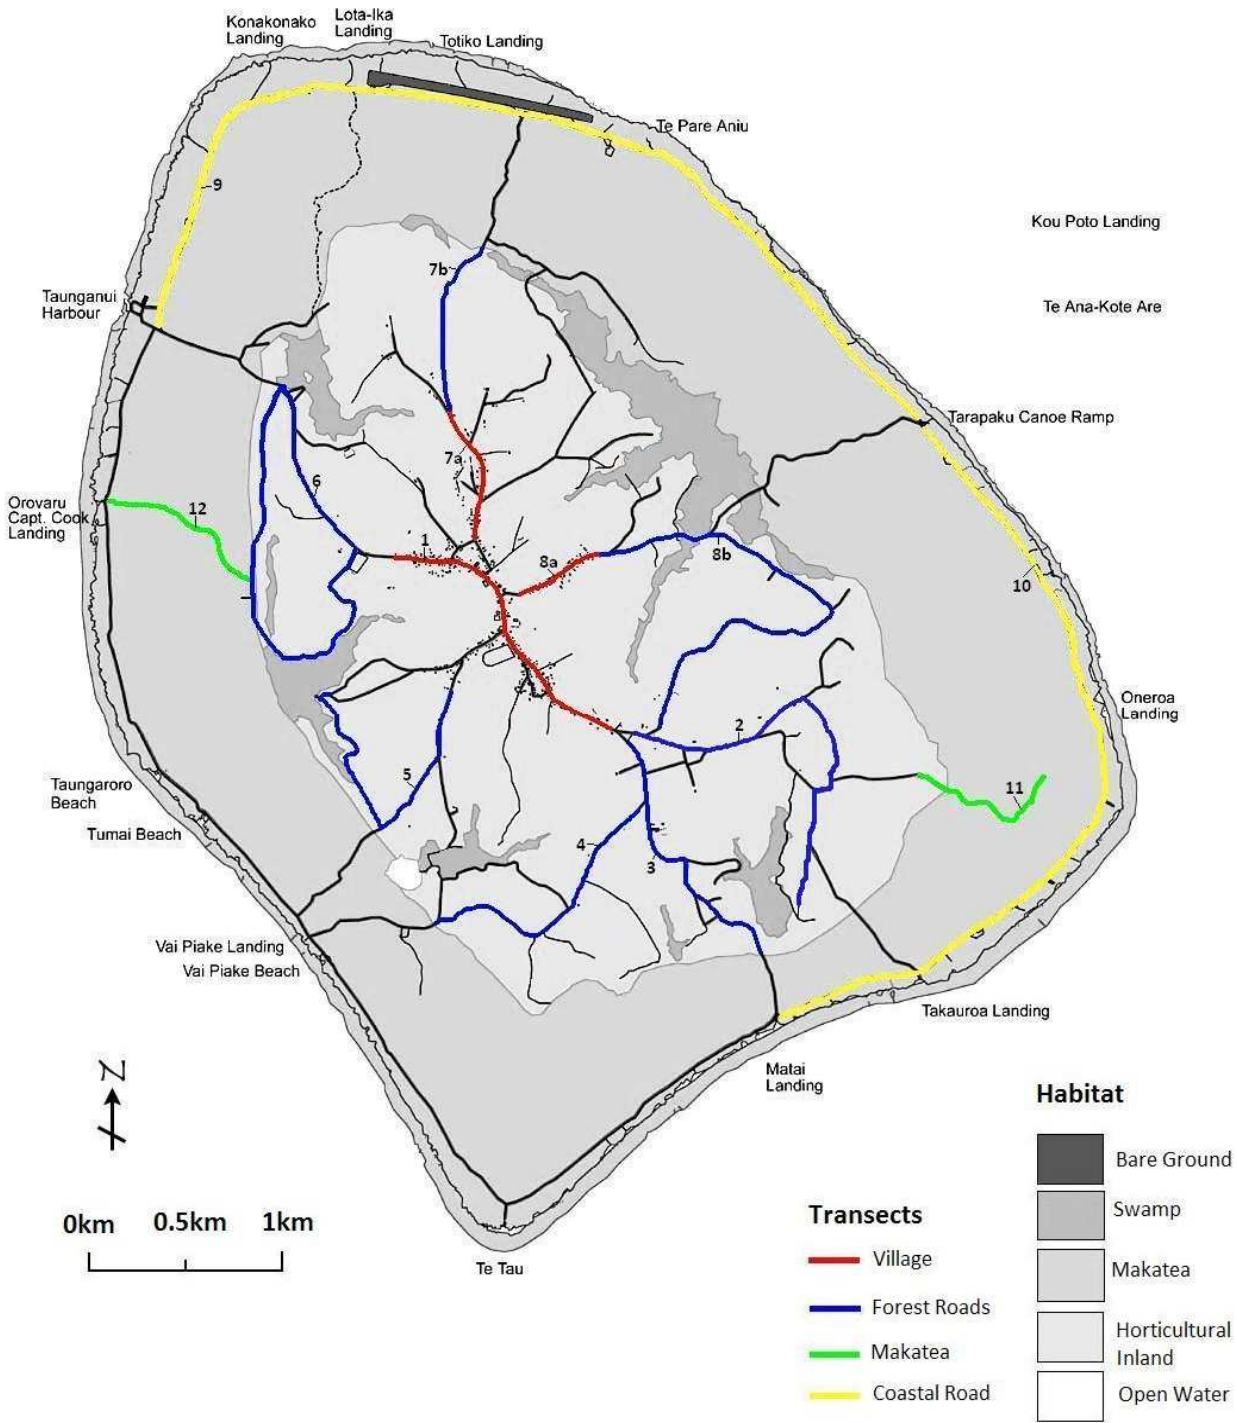 Konakonako
Landing
Lota-Ika
Landing
Totiko Landing
Te Pare Aniu
9
Kou Poto Landing
7b
Taunganui
Harbour
Te Ana-Kote Are
Tarapaku Canoe Ramp
7a
6
Orovaru
Capt. Cook
Landing
12
1
8a
8b
10
Oneroa
Landing
2
5
11
Taungaroro
Beach
Tumai Beach
4
3
Vai Piake Landing
Vai Piake Beach
Takauroa Landing
Matai
Landing
Z
0km 0.5km 1km
Te Tau
Transects
Village
Forest Roads
Makatea
Coastal Road
Habitat
Bare Ground
Swamp
Makatea
Horticultural
Inland
Open Water